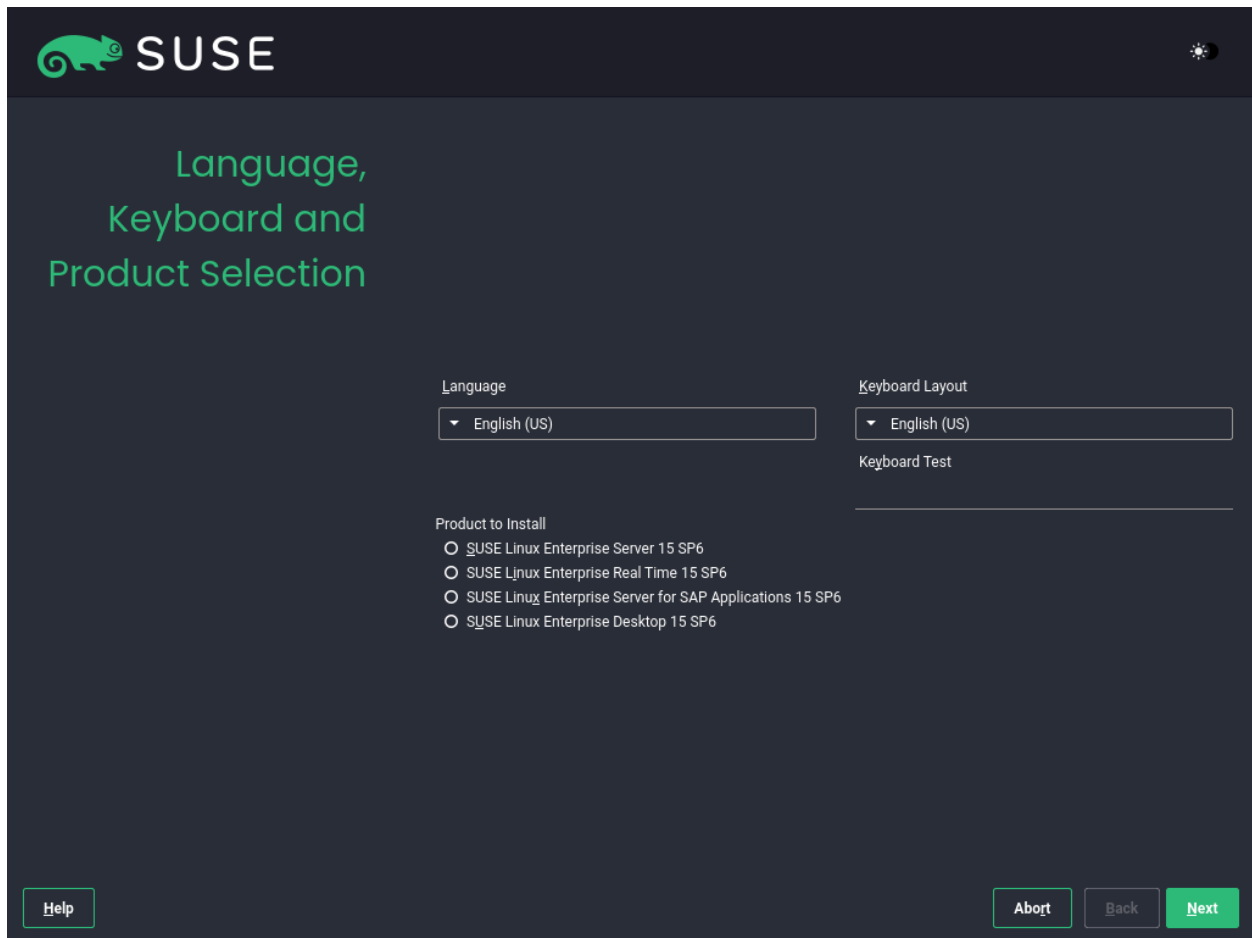 SUSE
Language,
Keyboard and
Product Selection
Language
Keyboard Layout
English (US)
English (US)
Keyboard Test
Product to Install
SUSE Linux Enterprise Server 15 SP6
SUSE Linux Enterprise Real Time 15 SP6
SUSE Linux Enterprise Server for SAP Applications 15 SP6
SUSE Linux Enterprise Desktop 15 SP6
Help
Abort
Back
Next